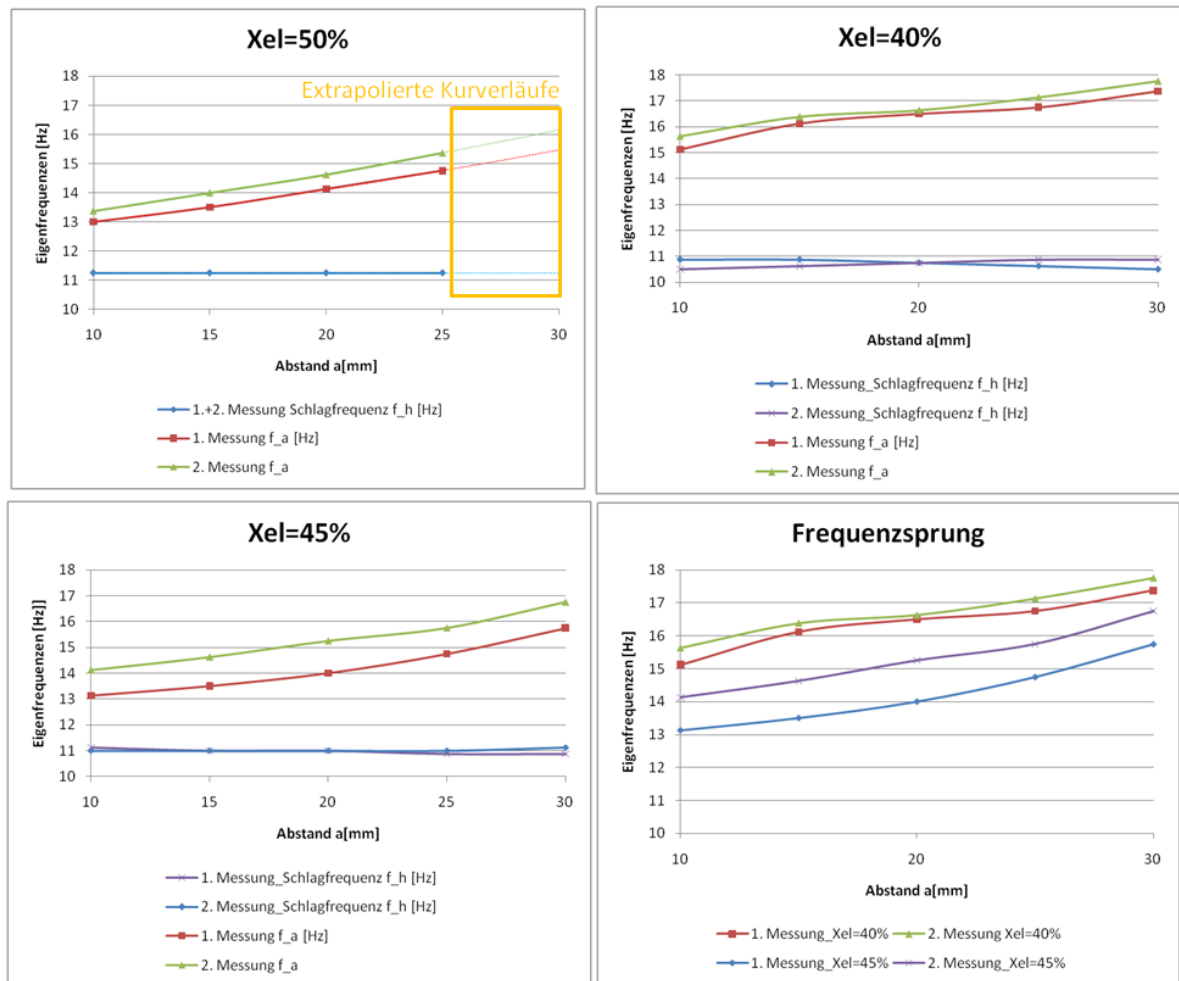 Xel=50%
Extrapolierte Kurverläufe
Eigenfrequenzen [Hz]
18
17
16
15
14
13
12
11
10
10 15 20 25 30
Abstand a[mm]
1.+2. Messung Schlagfrequenz f_h [Hz]
1. Messung f_a [Hz]
2. Messung f_a
Xel=40%
Eigenfrequenzen [Hz]
18
17
16
15
14
13
12
11
10
10 20 30
Abstand a[mm]
1. Messung_Schlagfrequenz f_h [Hz]
2. Messung_Schlagfrequenz f_h [Hz]
1. Messung f_a [Hz]
2. Messung f_a
Xel=45%
Eigenfrequenzen [Hz]]
18
17
16
15
14
13
12
11
10
10 15 20 25 30
Abstand a[mm]
1. Messung_Schlagfrequenz f_h [Hz]
2. Messung_Schlagfrequenz f_h [Hz]
1. Messung f_a [Hz]
2. Messung f_a
Frequenzsprung
Eigenfrequenzen [Hz]
18
17
16
15
14
13
12
11
10
10 20 30
Abstand a[mm]
1. Messung_Xel=40% 2. Messung Xel=40%
1. Messung_Xel=45% 2. Messung_Xel=45%